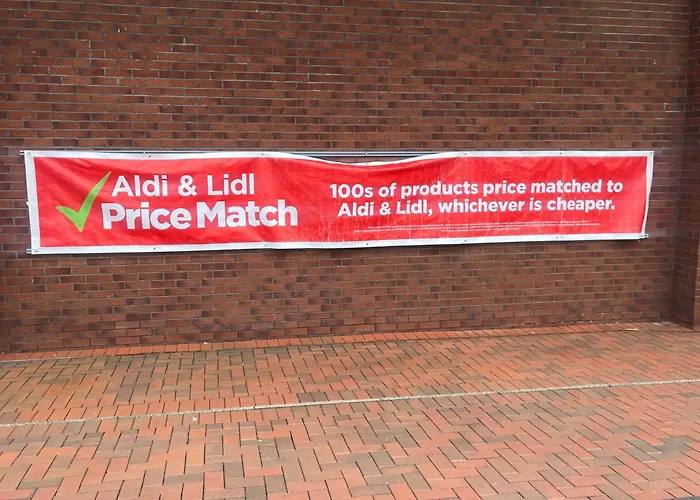 Aldi & Lidl
Price Match
100s of products price matched to
Aldi & Lidl, whichever is cheaper.